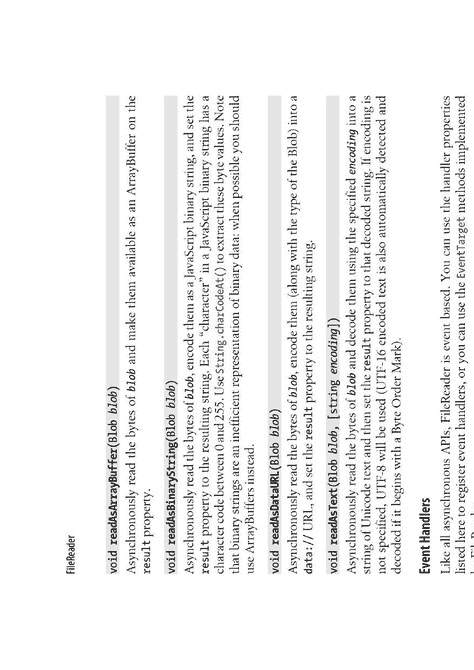 FileReader
void readAsArrayBuffer(Blob blob)
Asynchronously read the bytes of blob and make them available as an ArrayBuffer on the
result property.
void readAsBinaryString(Blob blob)
Asynchronously read the bytes of blob, encode them as a JavaScript binary string, and set the
result property to the resulting string. Each “character” in a JavaScript binary string has a
character code between 0 and 255. Use String.charCodeAt() to extract these byte values. Note
that binary strings are an inefficient representation of binary data: when possible you should
use ArrayBuffers instead.
void readAsDataURL(Blob blob)
Asynchronously read the bytes of blob, encode them (along with the type of the Blob) into a
data:// URL, and set the result property to the resulting string.
void readAsText(Blob blob, [string encoding])
Asynchronously read the bytes of blob and decode them using the specified encoding into a
string of Unicode text and then set the result property to that decoded string. If encoding is
not specified, UTF-8 will be used (UTF-16 encoded text is also automatically detected and
decoded if it begins with a Byte Order Mark).
Event Handlers
Like all asynchronous APIs, FileReader is event based. You can use the handler properties
listed here to register event handlers, or you can use the EventTarget methods implemented